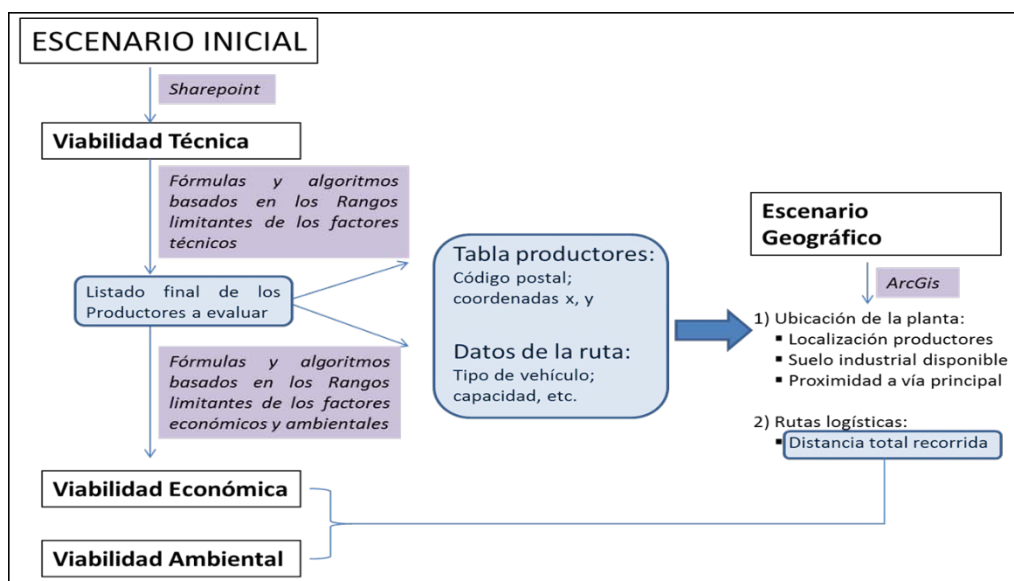 ESCENARIO INICIAL
Sharepoint
Viabilidad Técnica
Fórmulas y algoritmos
basados en los Rangos
limitantes de los factores
técnicos
Listado final de los
Productores a evaluar
Fórmulas y algoritmos
basados en los Rangos
limitantes de los factores
económicos y ambientales
Viabilidad Económica
Viabilidad Ambiental
Tabla productores:
Código postal;
coordenadas x, y
Datos de la ruta:
Tipo de vehículo;
capacidad, etc.
Escenario
Geográfico
ArcGis
1) Ubicación de la planta:
▪ Localización productores
▪ Suelo industrial disponible
▪ Proximidad a vía principal
2) Rutas logísticas:
▪ Distancia total recorrida